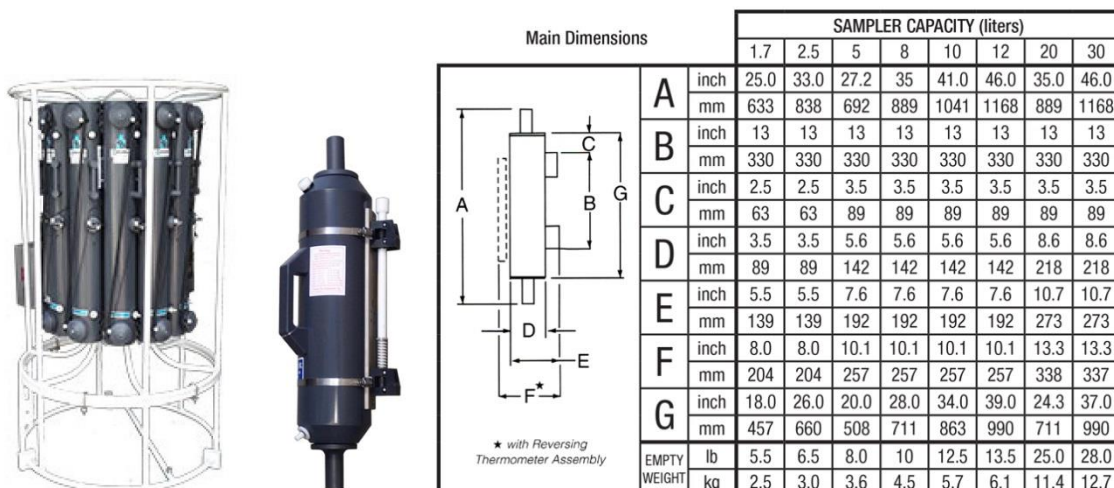 Main Dimensions
SAMPLER CAPACITY (liters)
1.7 2.5 5 8 10 12 20 30
A inch 25.0 33.0 27.2 35 41.0 46.0 35.0 46.0
mm 633 838 692 889 1041 1168 889 1168
B inch 13 13 13 13 13 13 13 13
mm 330 330 330 330 330 330 330 330
C inch 2.5 2.5 3.5 3.5 3.5 3.5 3.5 3.5
mm 63 63 89 89 89 89 89 89
D inch 3.5 3.5 5.6 5.6 5.6 5.6 8.6 8.6
mm 89 89 142 142 142 142 218 218
E inch 5.5 5.5 7.6 7.6 7.6 7.6 10.7 10.7
mm 139 139 192 192 192 192 273 273
F inch 8.0 8.0 10.1 10.1 10.1 10.1 13.3 13.3
mm 204 204 257 257 257 257 338 337
G inch 18.0 26.0 20.0 28.0 34.0 39.0 24.3 37.0
mm 457 660 508 711 863 990 711 990
EMPTY WEIGHT lb 5.5 6.5 8.0 10 12.5 13.5 25.0 28.0
kg 2.5 3.0 3.6 4.5 5.7 6.1 11.4 12.7
C
A B G
D
E
F★
★ with Reversing
Thermometer Assembly